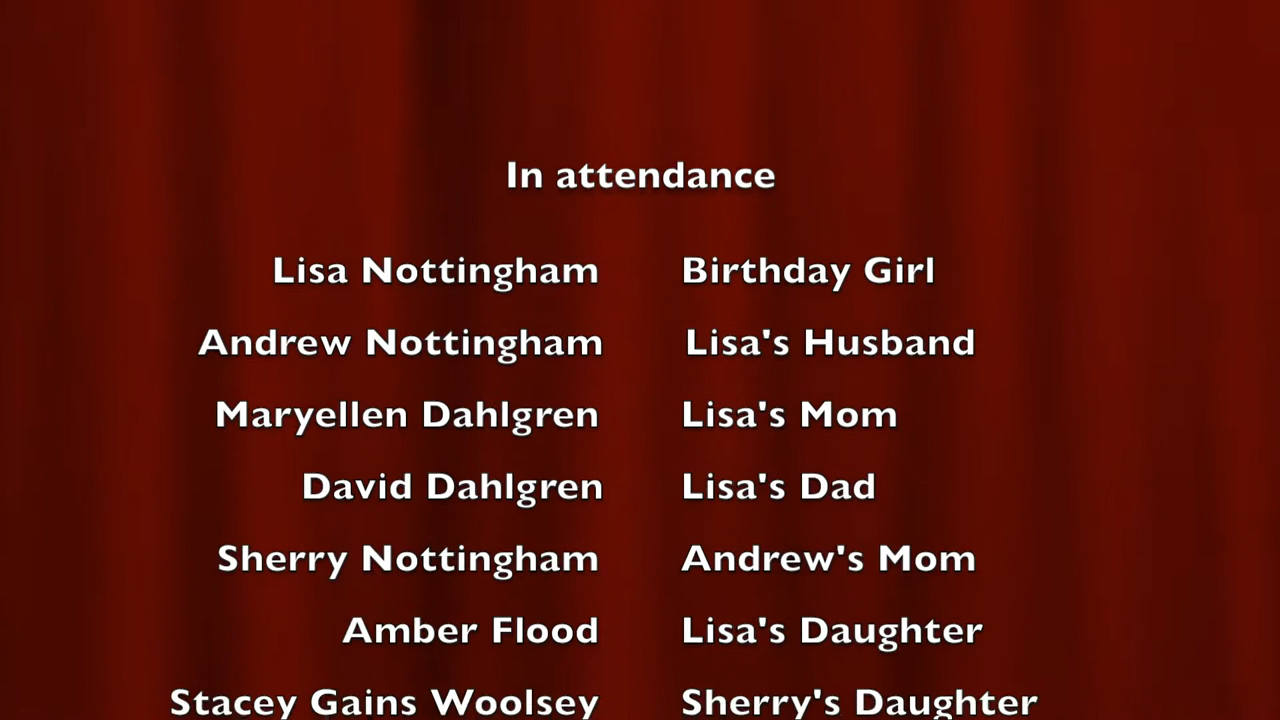 In attendance
Lisa Nottingham Birthday Girl
Andrew Nottingham Lisa's Husband
Maryellen Dahlgren Lisa's Mom
David Dahlgren Lisa's Dad
Sherry Nottingham Andrew's Mom
Amber Flood Lisa's Daughter
Stacey Gains Woolsey Sherry's Daughter